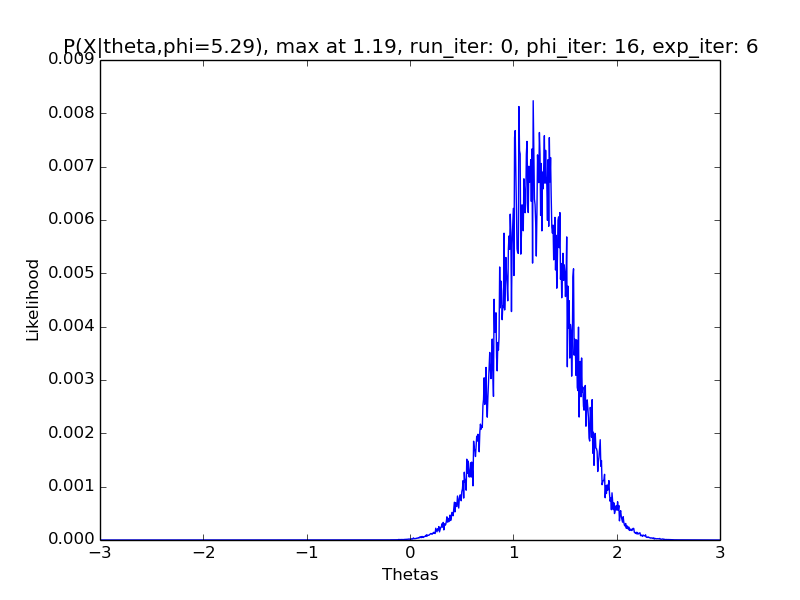 P(X|theta,phi=5.29), max at 1.19, run_iter: 0, phi_iter: 16, exp_iter: 6
0.009
0.008
0.007
0.006
0.005
0.004
0.003
0.002
0.001
0.000
Likelihood
−3 −2 −1 0 1 2 3
Thetas